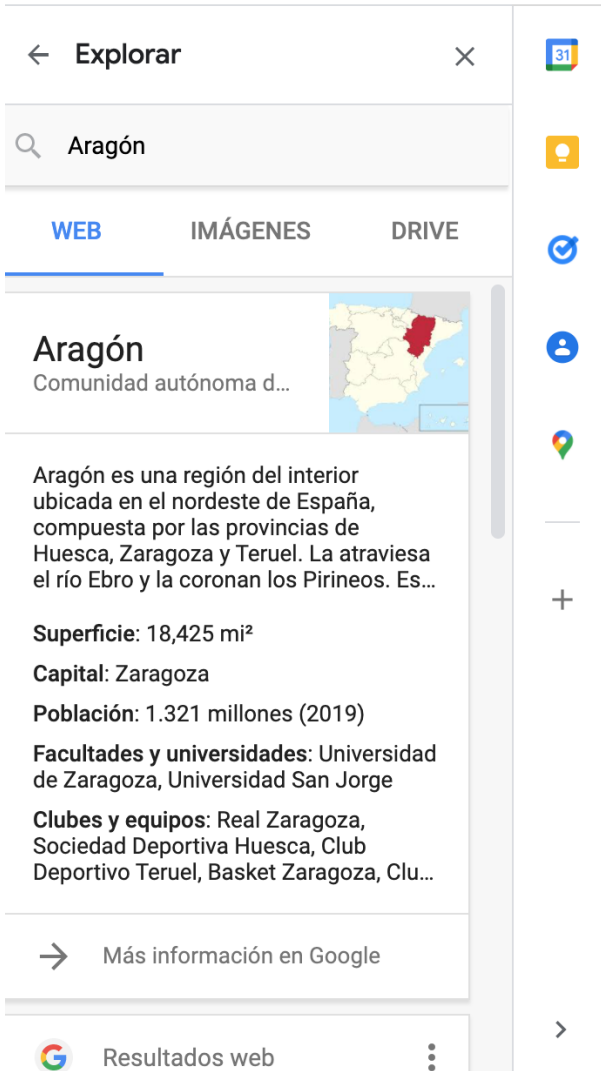 Explorar
31
Aragón
WEB IMÁGENES DRIVE
Aragón
Comunidad autónoma d...
Aragón es una región del interior
ubicada en el nordeste de España,
compuesta por las provincias de
Huesca, Zaragoza y Teruel. La atraviesa
el río Ebro y la coronan los Pirineos. Es...
Superficie: 18,425 mi²
Capital: Zaragoza
Población: 1.321 millones (2019)
Facultades y universidades: Universidad
de Zaragoza, Universidad San Jorge
Clubes y equipos: Real Zaragoza,
Sociedad Deportiva Huesca, Club
Deportivo Teruel, Basket Zaragoza, Clu...
Más información en Google
Resultados web